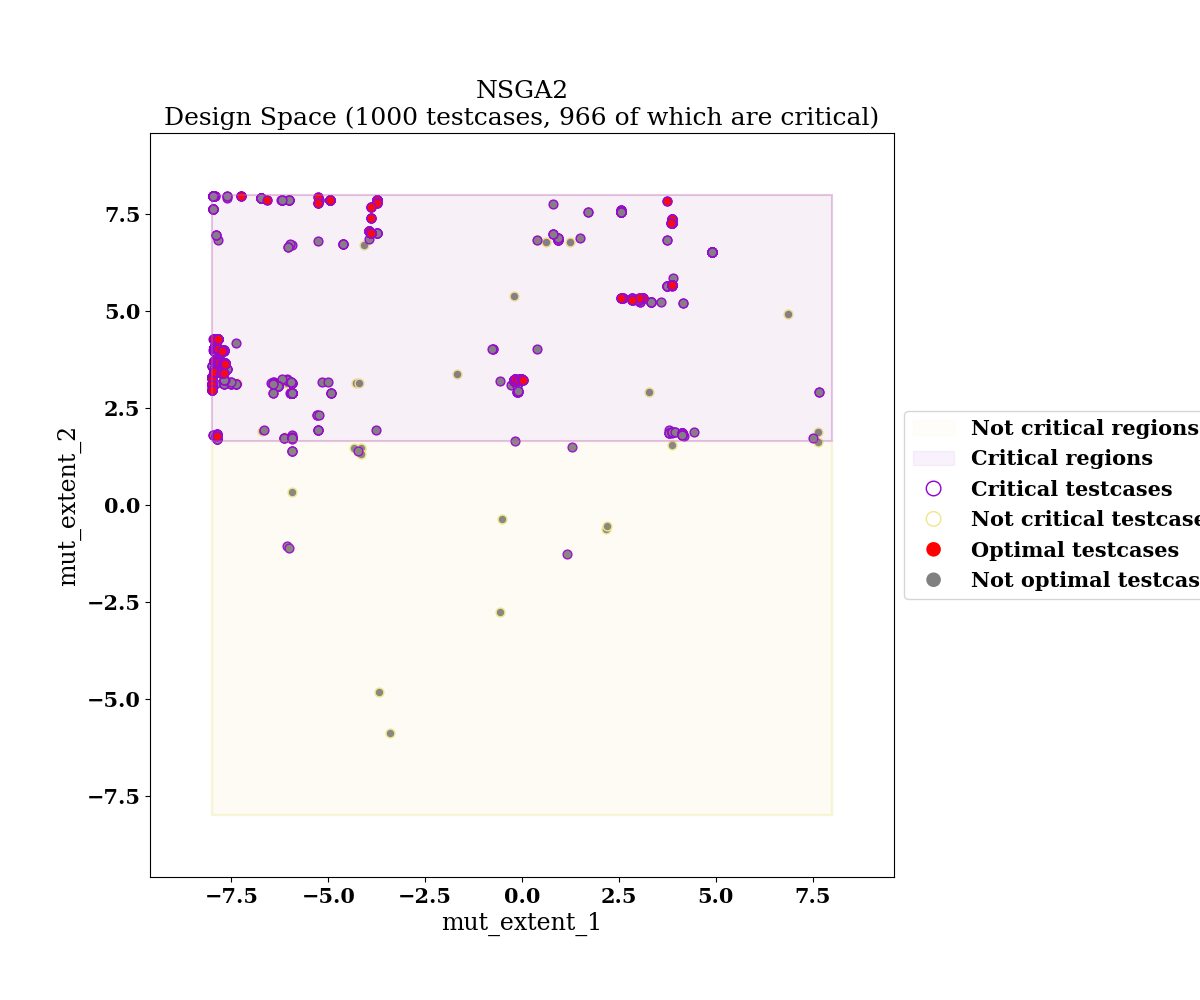 NSGA2
Design Space (1000 testcases, 966 of which are critical)
7.5
5.0
2.5
0.0
−2.5
−5.0
−7.5
mut_extent_2
−7.5
−5.0
−2.5
0.0
2.5
5.0
7.5
mut_extent_1
Not critical regions
Critical regions
Critical testcases
Not critical testcase
Optimal testcases
Not optimal testcas